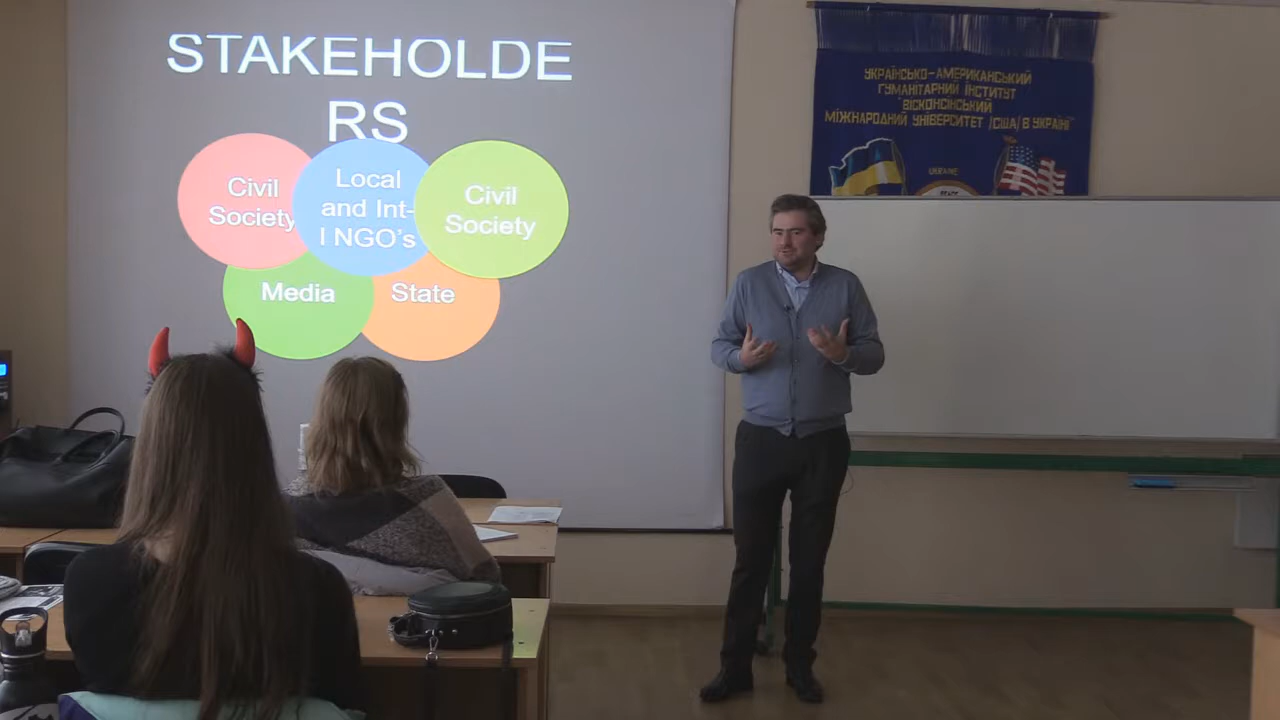 STAKEHOLDE
RS
Civil
Society
Local
and Int-
l NGO's
Civil
Society
Media
State
УКРАЇНСЬКО-АМЕРИКАНСЬКИЙ
ГУМАНІТАРНИЙ ІНСТИТУТ
"ВІСКОНСІНСЬКИЙ
МІЖНАРОДНИЙ УНІВЕРСИТЕТ /США/ В УКРАЇНІ"
UKRAINE